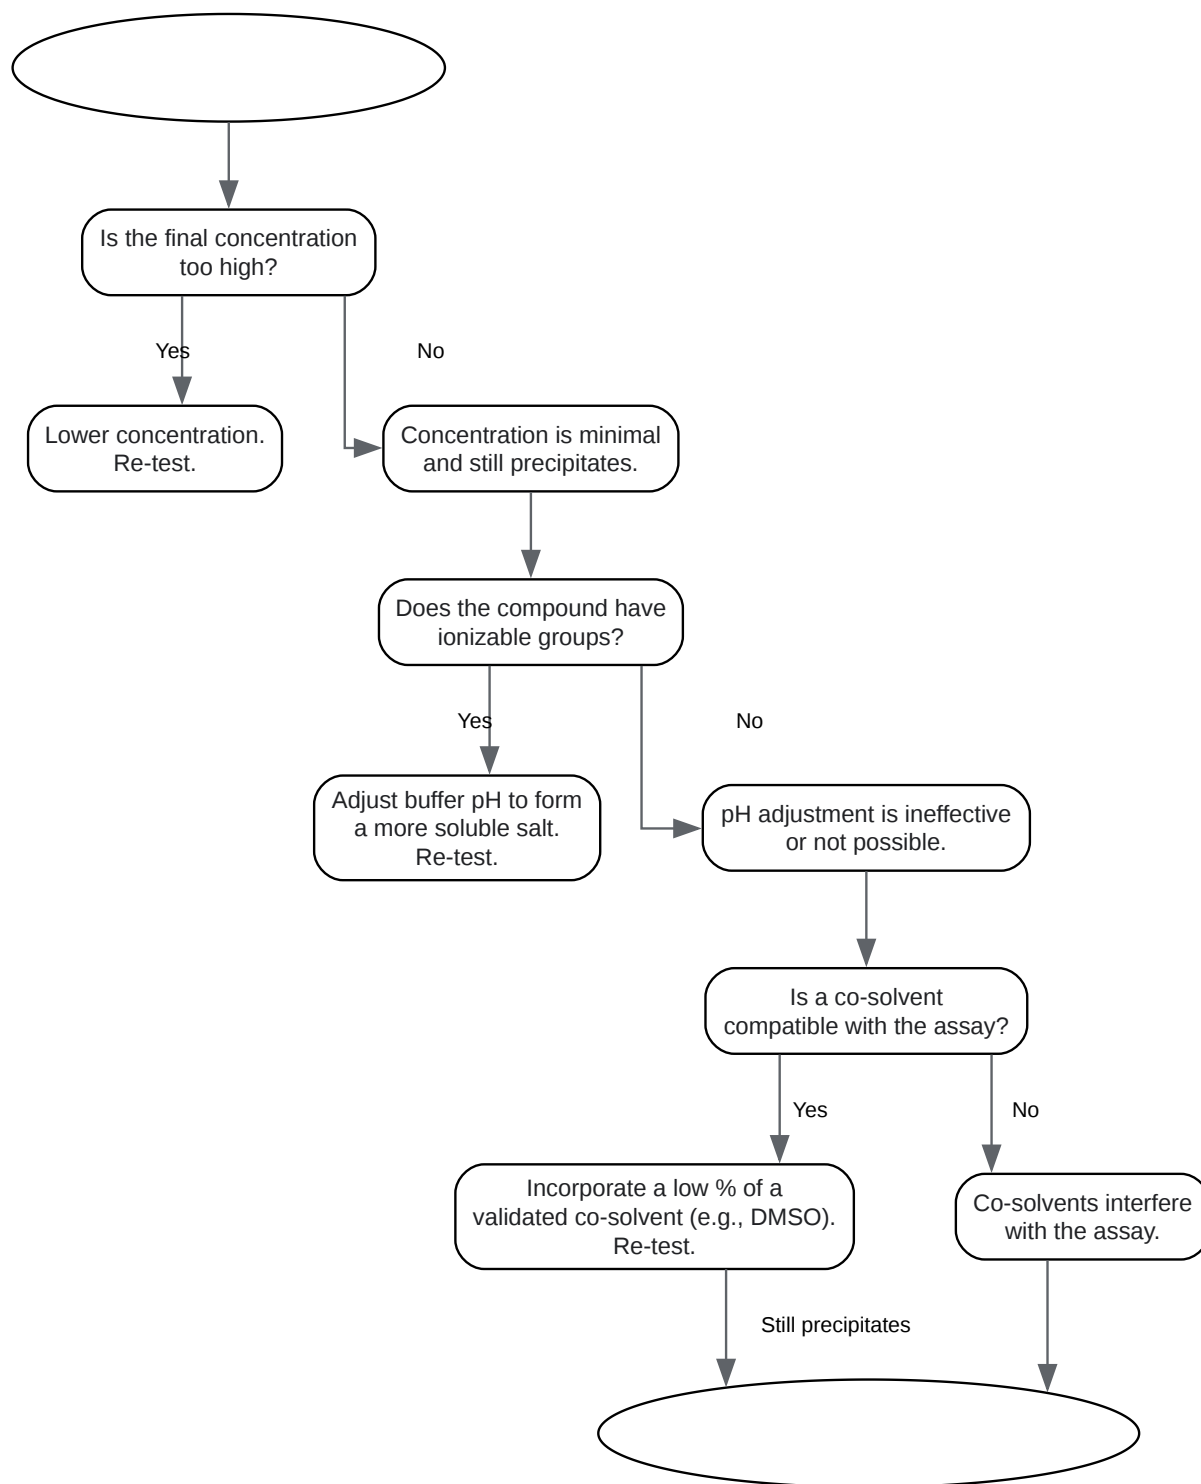 Is the final concentration
too high?
Yes
No
Lower concentration.
Re-test.
Concentration is minimal
and still precipitates.
Does the compound have
ionizable groups?
Yes
No
Adjust buffer pH to form
a more soluble salt.
Re-test.
pH adjustment is ineffective
or not possible.
Is a co-solvent
compatible with the assay?
Yes
No
Incorporate a low % of a
validated co-solvent (e.g., DMSO).
Re-test.
Co-solvents interfere
with the assay.
Still precipitates